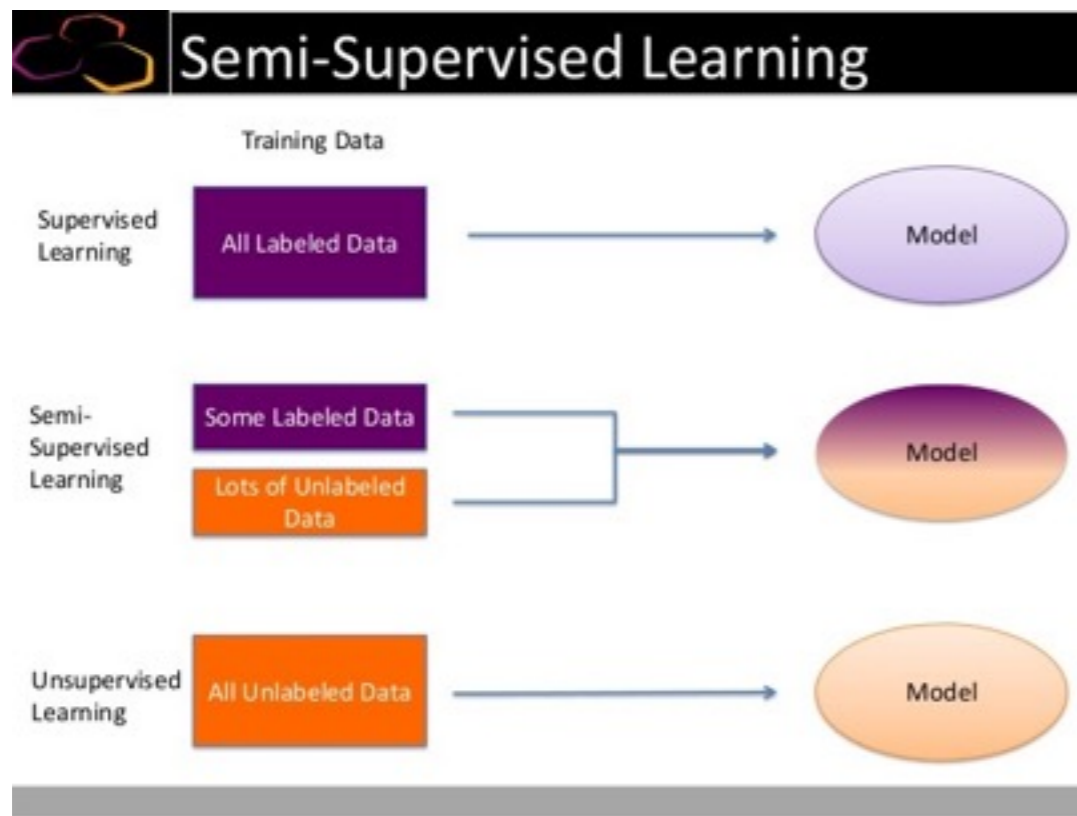 Semi-Supervised Learning
Training Data
Supervised
Learning
All Labeled Data
Model
Semi-
Supervised
Learning
Some Labeled Data
Lots of Unlabeled
Data
Model
Unsupervised
Learning
All Unlabeled Data
Model